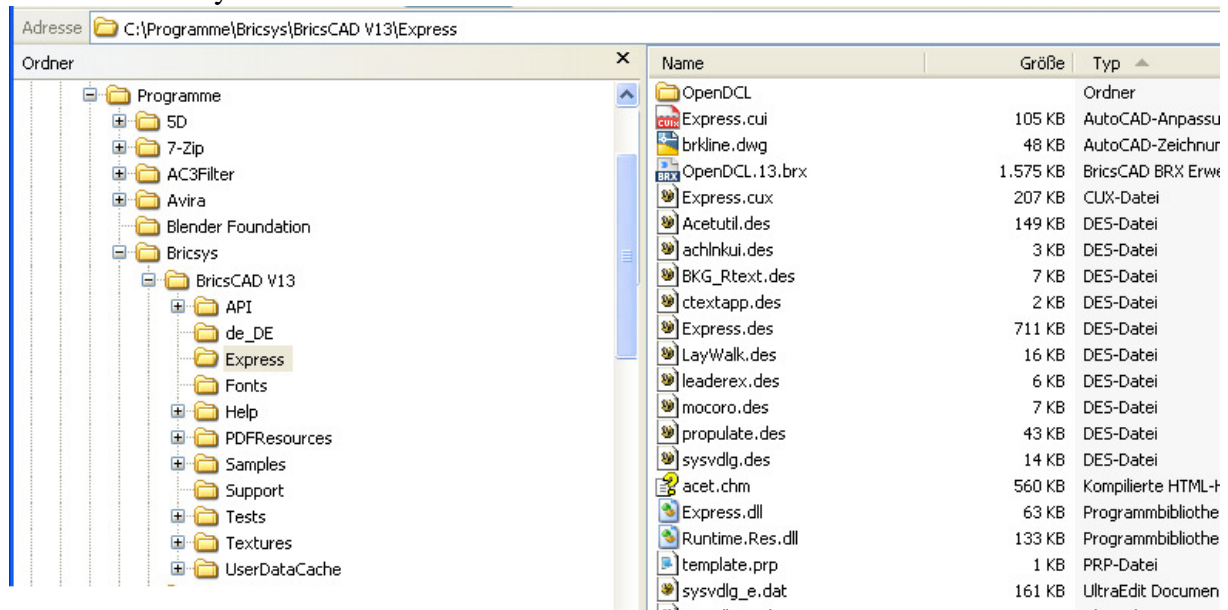 Adresse C:\Programme\Bricsys\BricsCAD V13\Express
Ordner
Programme
5D
7-Zip
AC3Filter
Avira
Blender Foundation
Bricsys
BricsCAD V13
API
de_DE
Express
Fonts
Help
PDFResources
Samples
Support
Tests
Textures
UserDataCache
Name Größe Typ
OpenDCL Ordner
Express.cui 105 KB AutoCAD-Anpassu
brkline.dwg 48 KB AutoCAD-Zeichnur
OpenDCL.13.brx 1.575 KB BricsCAD BRX Erwe
Express.cux 207 KB CUX-Datei
Acetutil.des 149 KB DES-Datei
achlnkui.des 3 KB DES-Datei
BKG_Rtext.des 7 KB DES-Datei
ctextapp.des 2 KB DES-Datei
Express.des 711 KB DES-Datei
LayWalk.des 16 KB DES-Datei
leaderex.des 6 KB DES-Datei
mocoro.des 7 KB DES-Datei
propulate.des 43 KB DES-Datei
sysvdlg.des 14 KB DES-Datei
acet.chm 560 KB Kompilierte HTML-H
Express.dll 63 KB Programmbibliothe
Runtime.Res.dll 133 KB Programmbibliothe
template.prp 1 KB PRP-Datei
sysvdlg_e.dat 161 KB UltraEdit Documen